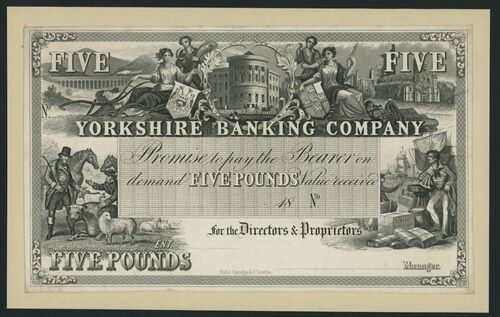 FIVE FIVE
YORKSHIRE BANKING COMPANY
Promise to pay the Bearer on
demand FIVE POUNDS Value received
18 No
For the Directors & Proprietors
ENT.
FIVE POUNDS
Manager.